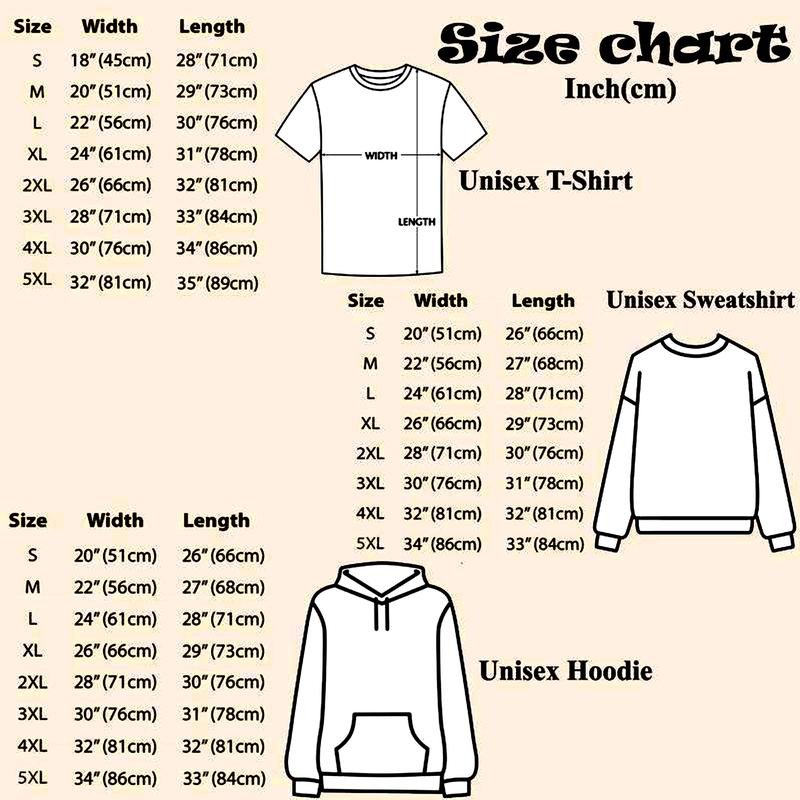 Size chart
Inch(cm)
Size Width Length
S 18”(45cm) 28”(71cm)
M 20”(51cm) 29”(73cm)
L 22”(56cm) 30”(76cm)
XL 24”(61cm) 31”(78cm)
2XL 26”(66cm) 32”(81cm)
3XL 28”(71cm) 33”(84cm)
4XL 30”(76cm) 34”(86cm)
5XL 32”(81cm) 35”(89cm)
WIDTH
LENGTH
Unisex T-Shirt
Size Width Length
S 20”(51cm) 26”(66cm)
M 22”(56cm) 27”(68cm)
L 24”(61cm) 28”(71cm)
XL 26”(66cm) 29”(73cm)
2XL 28”(71cm) 30”(76cm)
3XL 30”(76cm) 31”(78cm)
4XL 32”(81cm) 32”(81cm)
5XL 34”(86cm) 33”(84cm)
Unisex Sweatshirt
Size Width Length
S 20”(51cm) 26”(66cm)
M 22”(56cm) 27”(68cm)
L 24”(61cm) 28”(71cm)
XL 26”(66cm) 29”(73cm)
2XL 28”(71cm) 30”(76cm)
3XL 30”(76cm) 31”(78cm)
4XL 32”(81cm) 32”(81cm)
5XL 34”(86cm) 33”(84cm)
Unisex Hoodie